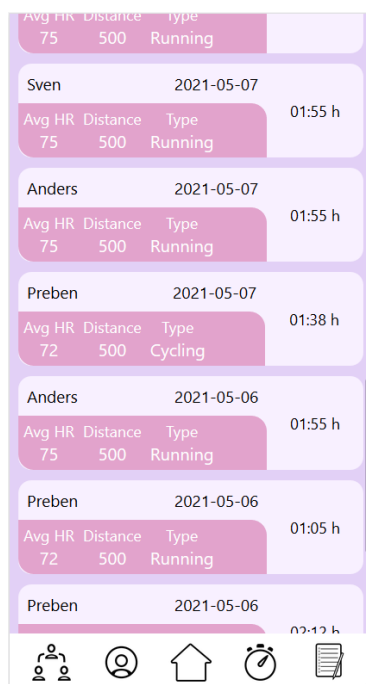 Avg HR Distance Type
75 500 Running
Sven 2021-05-07
01:55 h
Avg HR Distance Type
75 500 Running
Anders 2021-05-07
01:55 h
Avg HR Distance Type
75 500 Running
Preben 2021-05-07
01:38 h
Avg HR Distance Type
72 500 Cycling
Anders 2021-05-06
01:55 h
Avg HR Distance Type
75 500 Running
Preben 2021-05-06
01:05 h
Avg HR Distance Type
72 500 Running
Preben 2021-05-06
02:12 h